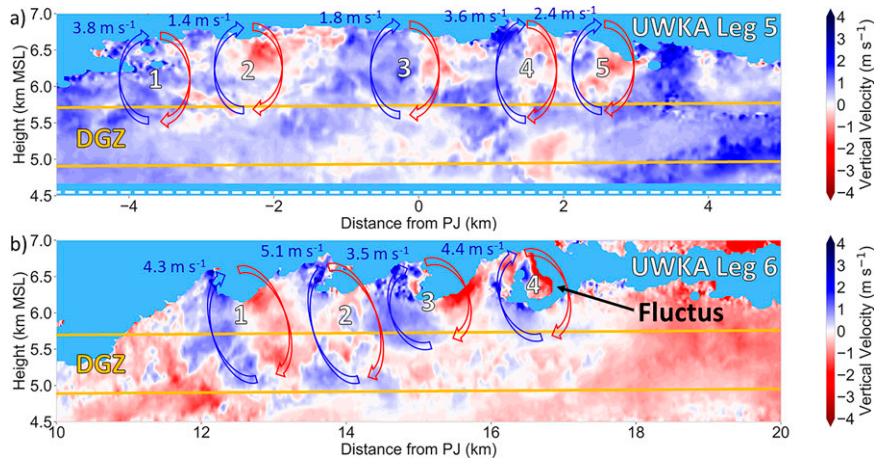 a)
3.8 m s⁻¹ 1.4 m s⁻¹ 1.8 m s⁻¹ 3.6 m s⁻¹ 2.4 m s⁻¹
UWKA Leg 5
1 2 3 4 5
DGZ
Height (km MSL)
7.0
6.5
6.0
5.5
5.0
4.5
−4 −2 0 2 4
Distance from PJ (km)
4
3
2
1
0
−1
−2
−3
−4
Vertical Velocity (m s⁻¹)
b)
4.3 m s⁻¹ 5.1 m s⁻¹ 3.5 m s⁻¹ 4.4 m s⁻¹
UWKA Leg 6
1 2 3 4
Fluctus
DGZ
Height (km MSL)
7.0
6.5
6.0
5.5
5.0
4.5
10 12 14 16 18 20
Distance from PJ (km)
4
3
2
1
0
−1
−2
−3
−4
Vertical Velocity (m s⁻¹)